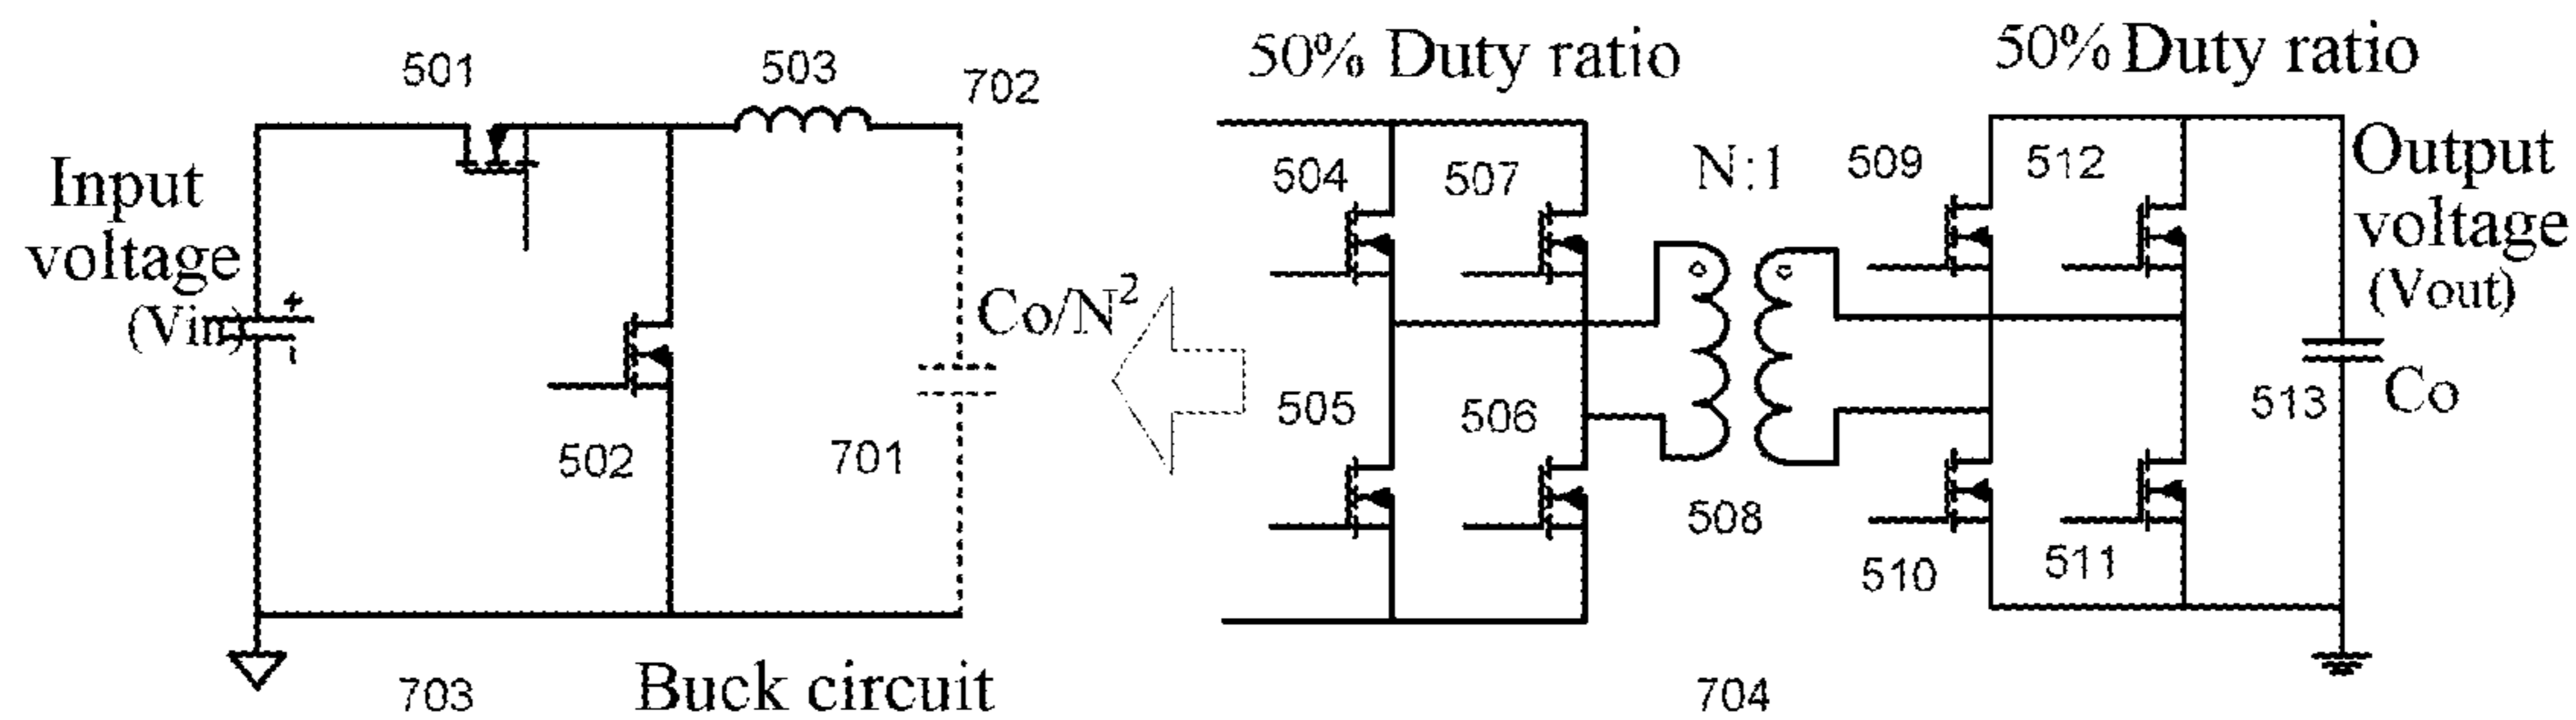 50% Duty ratio
50% Duty ratio
501
503
702
Input
voltage
(Vin)
+
-
502
701
Co/N²
504
507
N:1
509
512
Output
voltage
(Vout)
505
506
508
510
511
513
Co
703
Buck circuit
704